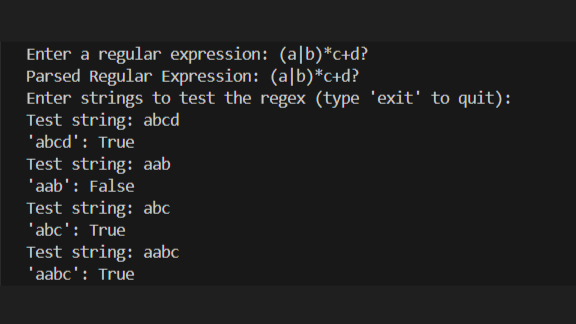 Enter a regular expression: (a|b)*c+d?
Parsed Regular Expression: (a|b)*c+d?
Enter strings to test the regex (type 'exit' to quit):
Test string: abcd
'abcd': True
Test string: aab
'aab': False
Test string: abc
'abc': True
Test string: aabc
'aabc': True